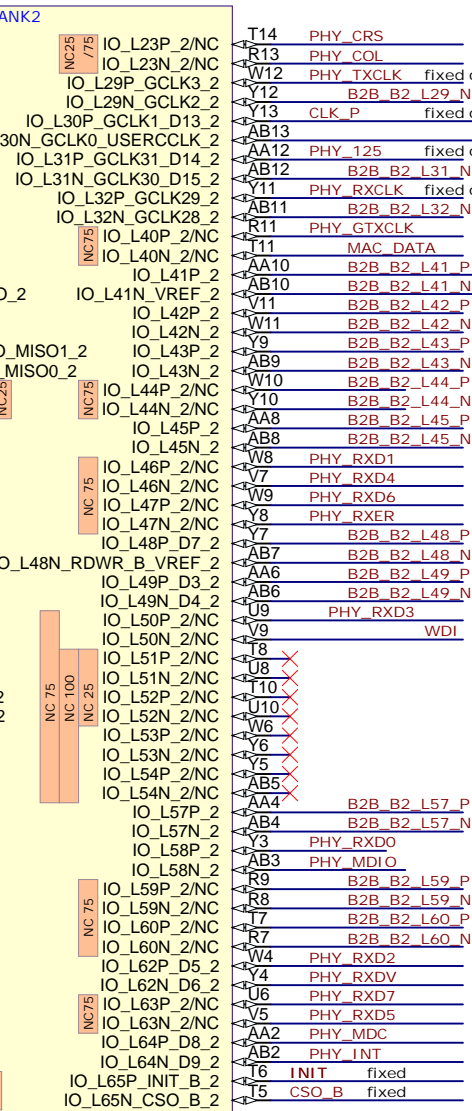 ANK2
IO_L23P_2/NC T14 PHY_CRS
IO_L23N_2/NC R13 PHY_COL
NC25 /75
IO_L29P_GCLK3_2 W12 PHY_TXCLK fixed
IO_L29N_GCLK2_2 Y12 B2B_B2_L29_N
IO_L30P_GCLK1_D13_2 Y13 CLK_P fixed
30N_GCLK0_USERCCLK_2 AB13
IO_L31P_GCLK31_D14_2 AA12 PHY_125 fixed
IO_L31N_GCLK30_D15_2 AB12 B2B_B2_L31_N
IO_L32P_GCLK29_2 Y11 PHY_RXCLK fixed
IO_L32N_GCLK28_2 AB11 B2B_B2_L32_N
NC75 IO_L40P_2/NC R11 PHY_GTXCLK
IO_L40N_2/NC T11 MAC_DATA
IO_L41P_2 AA10 B2B_B2_L41_P
O_2 IO_L41N_VREF_2 AB10 B2B_B2_L41_N
IO_L42P_2 V11 B2B_B2_L42_P
IO_L42N_2 W11 B2B_B2_L42_N
O_MISO1_2 IO_L43P_2 Y9 B2B_B2_L43_P
MISO0_2 IO_L43N_2 AB9 B2B_B2_L43_N
NC25 NC75 IO_L44P_2/NC W10 B2B_B2_L44_P
IO_L44N_2/NC Y10 B2B_B2_L44_N
IO_L45P_2 AA8 B2B_B2_L45_P
IO_L45N_2 AB8 B2B_B2_L45_N
NC 75 IO_L46P_2/NC W8 PHY_RXD1
IO_L46N_2/NC V7 PHY_RXD4
IO_L47P_2/NC W9 PHY_RXD6
IO_L47N_2/NC Y8 PHY_RXER
IO_L48P_D7_2 Y7 B2B_B2_L48_P
O_L48N_RDWR_B_VREF_2 AB7 B2B_B2_L48_N
IO_L49P_D3_2 AA6 B2B_B2_L49_P
IO_L49N_D4_2 AB6 B2B_B2_L49_N
IO_L50P_2/NC U9 PHY_RXD3
IO_L50N_2/NC V9 WDI
NC 75 NC 100 NC 25 IO_L51P_2/NC T8
IO_L51N_2/NC U8
IO_L52P_2/NC T10
2 IO_L52N_2/NC U10
IO_L53P_2/NC W6
IO_L53N_2/NC Y6
IO_L54P_2/NC Y5
IO_L54N_2/NC AB5
IO_L57P_2 AA4 B2B_B2_L57_P
IO_L57N_2 AB4 B2B_B2_L57_N
IO_L58P_2 Y3 PHY_RXD0
IO_L58N_2 AB3 PHY_MDIO
NC 75 IO_L59P_2/NC R9 B2B_B2_L59_P
IO_L59N_2/NC R8 B2B_B2_L59_N
IO_L60P_2/NC T7 B2B_B2_L60_P
IO_L60N_2/NC R7 B2B_B2_L60_N
IO_L62P_D5_2 W4 PHY_RXD2
IO_L62N_D6_2 Y4 PHY_RXDV
NC75 IO_L63P_2/NC U6 PHY_RXD7
IO_L63N_2/NC V5 PHY_RXD5
IO_L64P_D8_2 AA2 PHY_MDC
IO_L64N_D9_2 AB2 PHY_INT
IO_L65P_INIT_B_2 T6 INIT fixed
IO_L65N_CSO_B_2 T5 CSO_B fixed